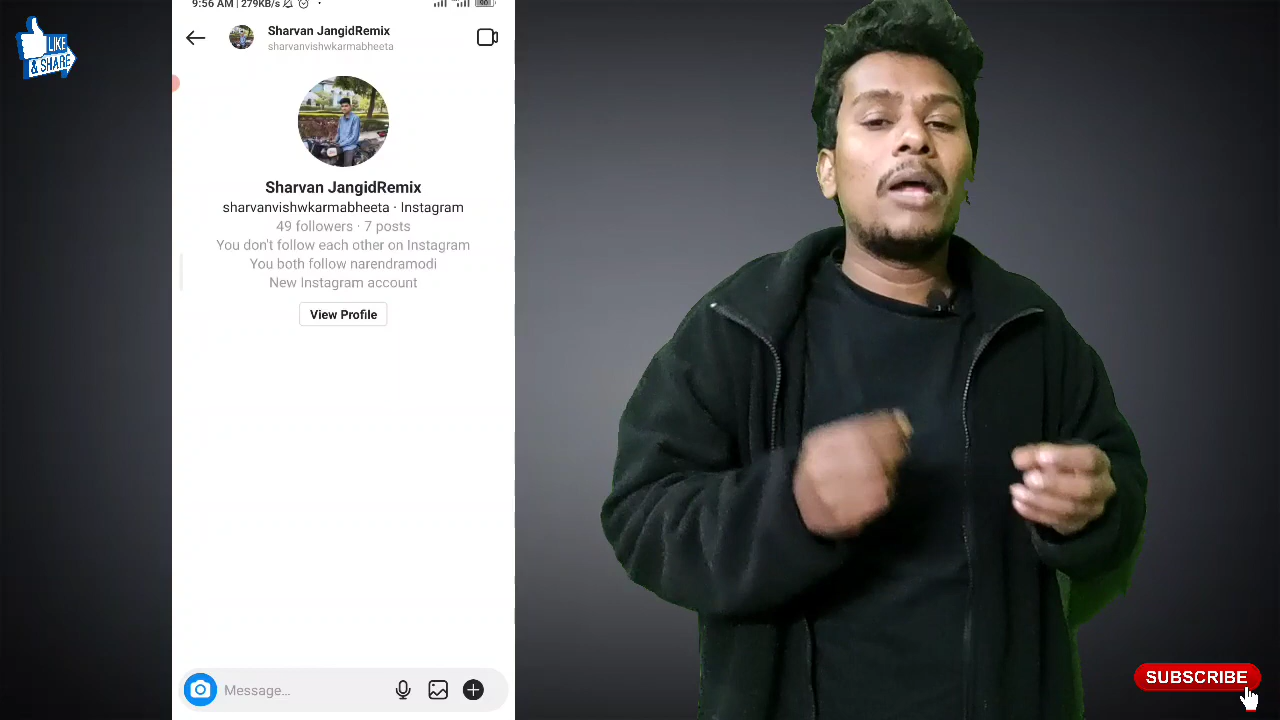 LIKE
& SHARE
9:56 AM | 279KB/s
90
Sharvan JangidRemix
sharvanvishwkarmabheeta
Sharvan JangidRemix
sharvanvishwkarmabheeta · Instagram
49 followers · 7 posts
You don't follow each other on Instagram
You both follow narendramodi
New Instagram account
View Profile
Message...
SUBSCRIBE